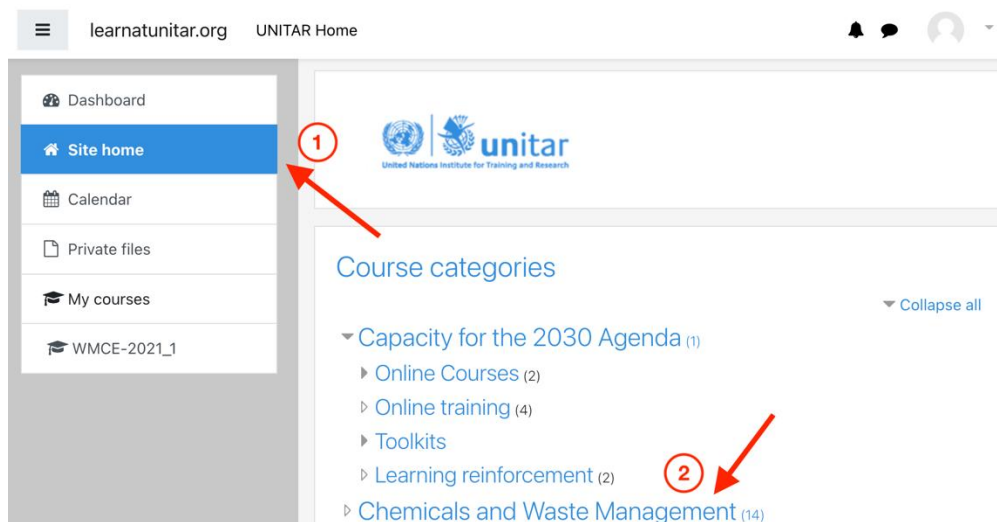 learnatunitar.org UNITAR Home
Dashboard
Site home
Calendar
Private files
My courses
WMCE-2021_1
1
unitar
United Nations Institute for Training and Research
Course categories
Collapse all
Capacity for the 2030 Agenda (1)
Online Courses (2)
Online training (4)
Toolkits
Learning reinforcement (2)
2
Chemicals and Waste Management (14)